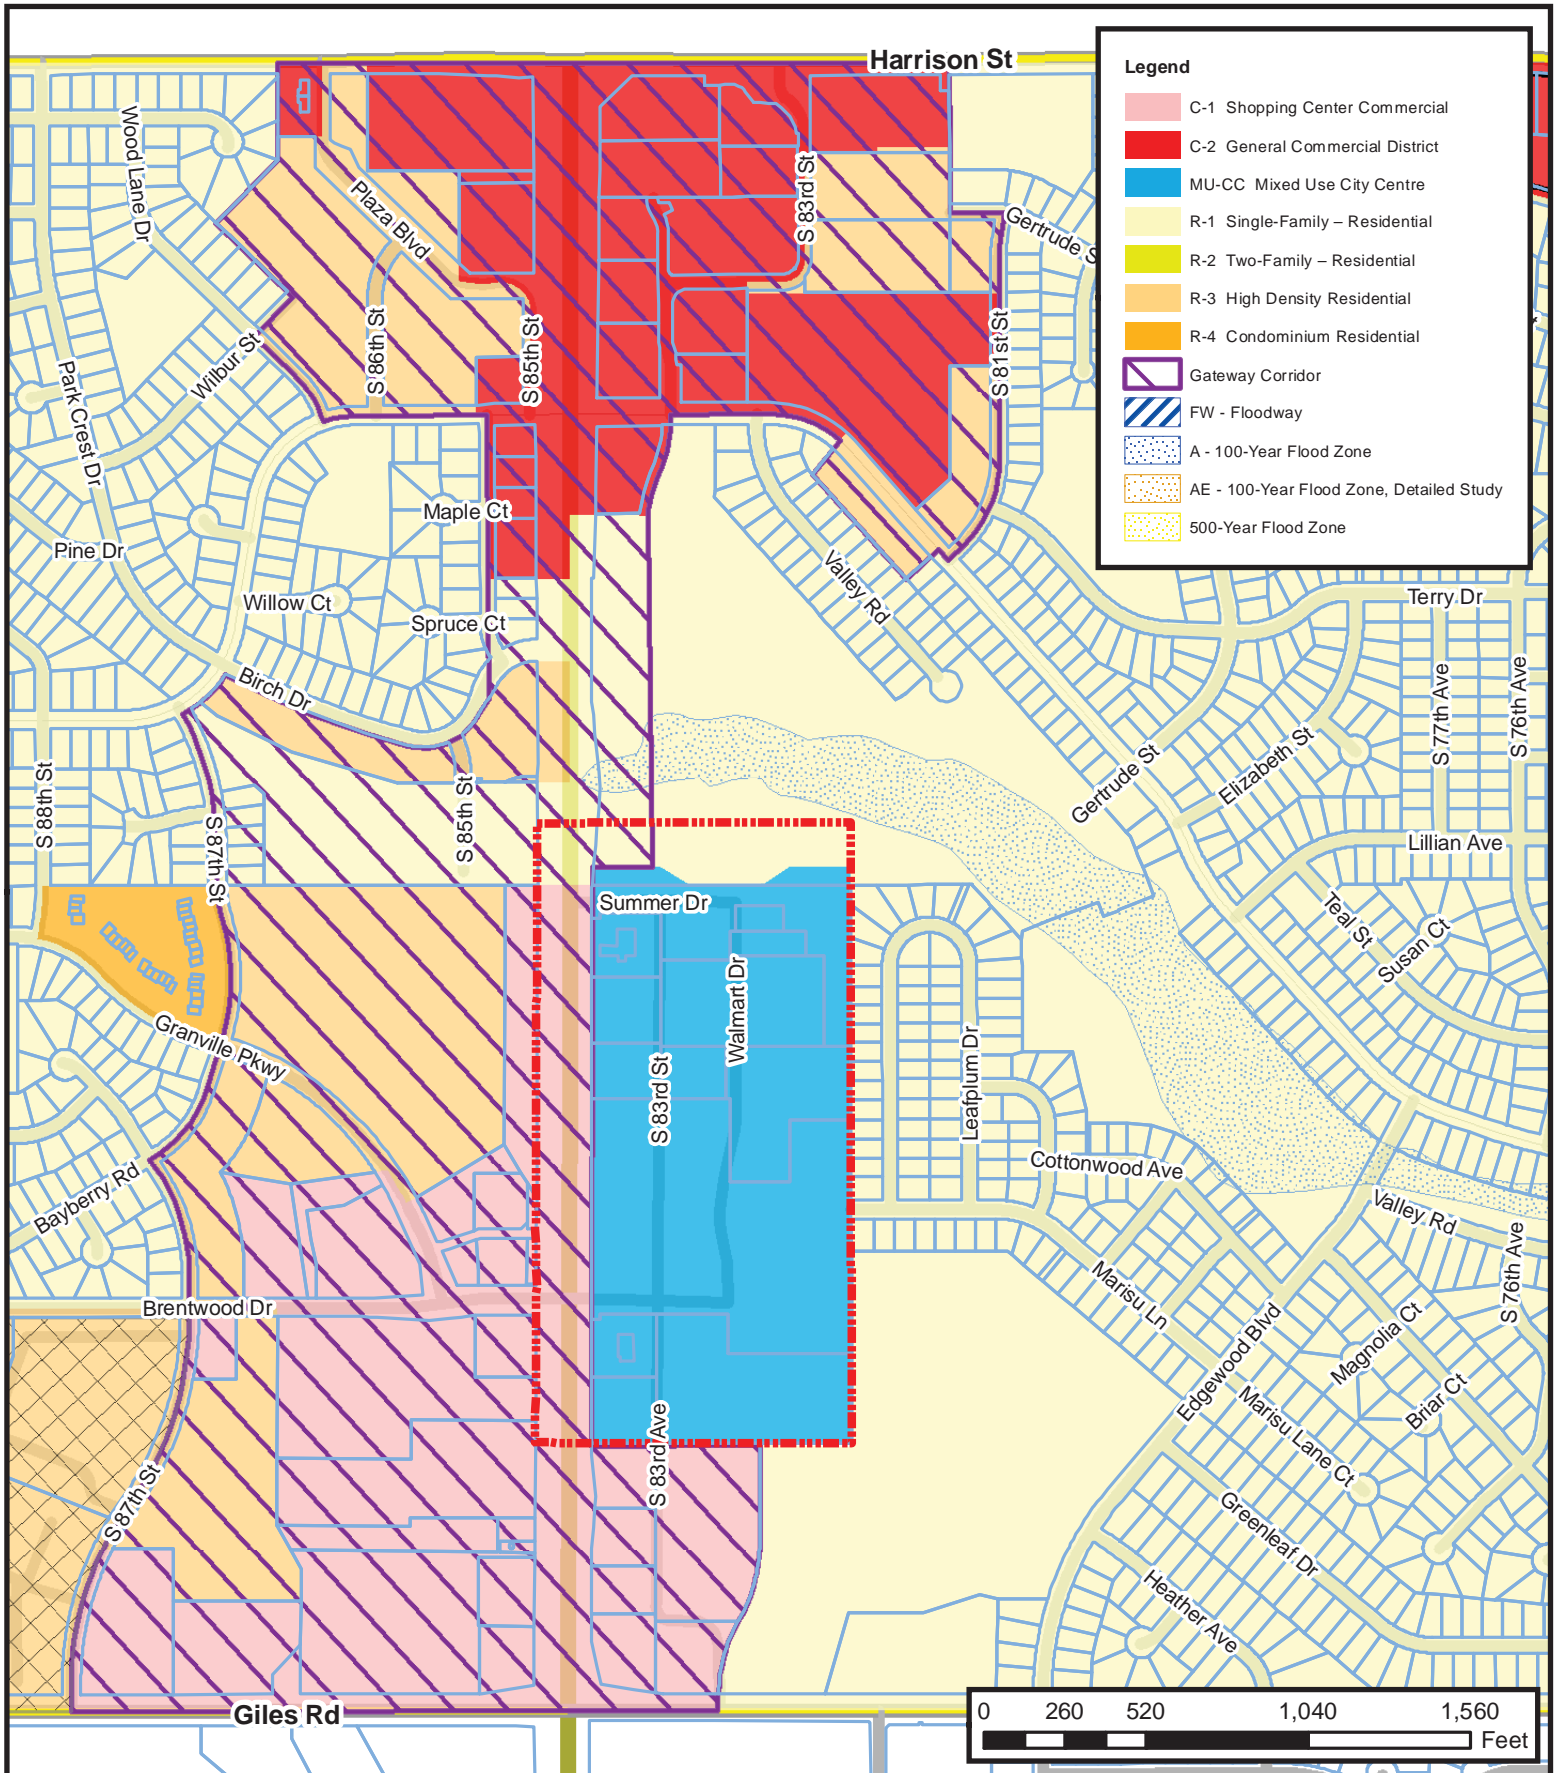 Harrison St
Legend
C-1 Shopping Center Commercial
C-2 General Commercial District
MU-CC Mixed Use City Centre
R-1 Single-Family – Residential
R-2 Two-Family – Residential
R-3 High Density Residential
R-4 Condominium Residential
Gateway Corridor
FW - Floodway
A - 100-Year Flood Zone
AE - 100-Year Flood Zone, Detailed Study
500-Year Flood Zone
Wood Lane Dr
Plaza Blvd
S 83rd St
Gertrude S
Wilbur St
S 86th St
S 85th St
S 81st St
Park Crest Dr
Maple Ct
Pine Dr
Valley Rd
Willow Ct
Spruce Ct
Terry Dr
Birch Dr
S 77th Ave
S 76th Ave
S 88th St
S 87th St
S 85th St
Gertrude St
Elizabeth St
Lillian Ave
Summer Dr
Teal St
Susan Ct
Walmart Dr
Granville Pkwy
S 83rd St
Leafplum Dr
Cottonwood Ave
Bayberry Rd
Valley Rd
S 76th Ave
Brentwood Dr
Marisu Ln
Edgewood Blvd
Magnolia Ct
Briar Ct
S 83rd Ave
Marisu Lane Ct
S 87th St
Greenleaf Dr
Heather Ave
Giles Rd
0 260 520 1,040 1,560
Feet